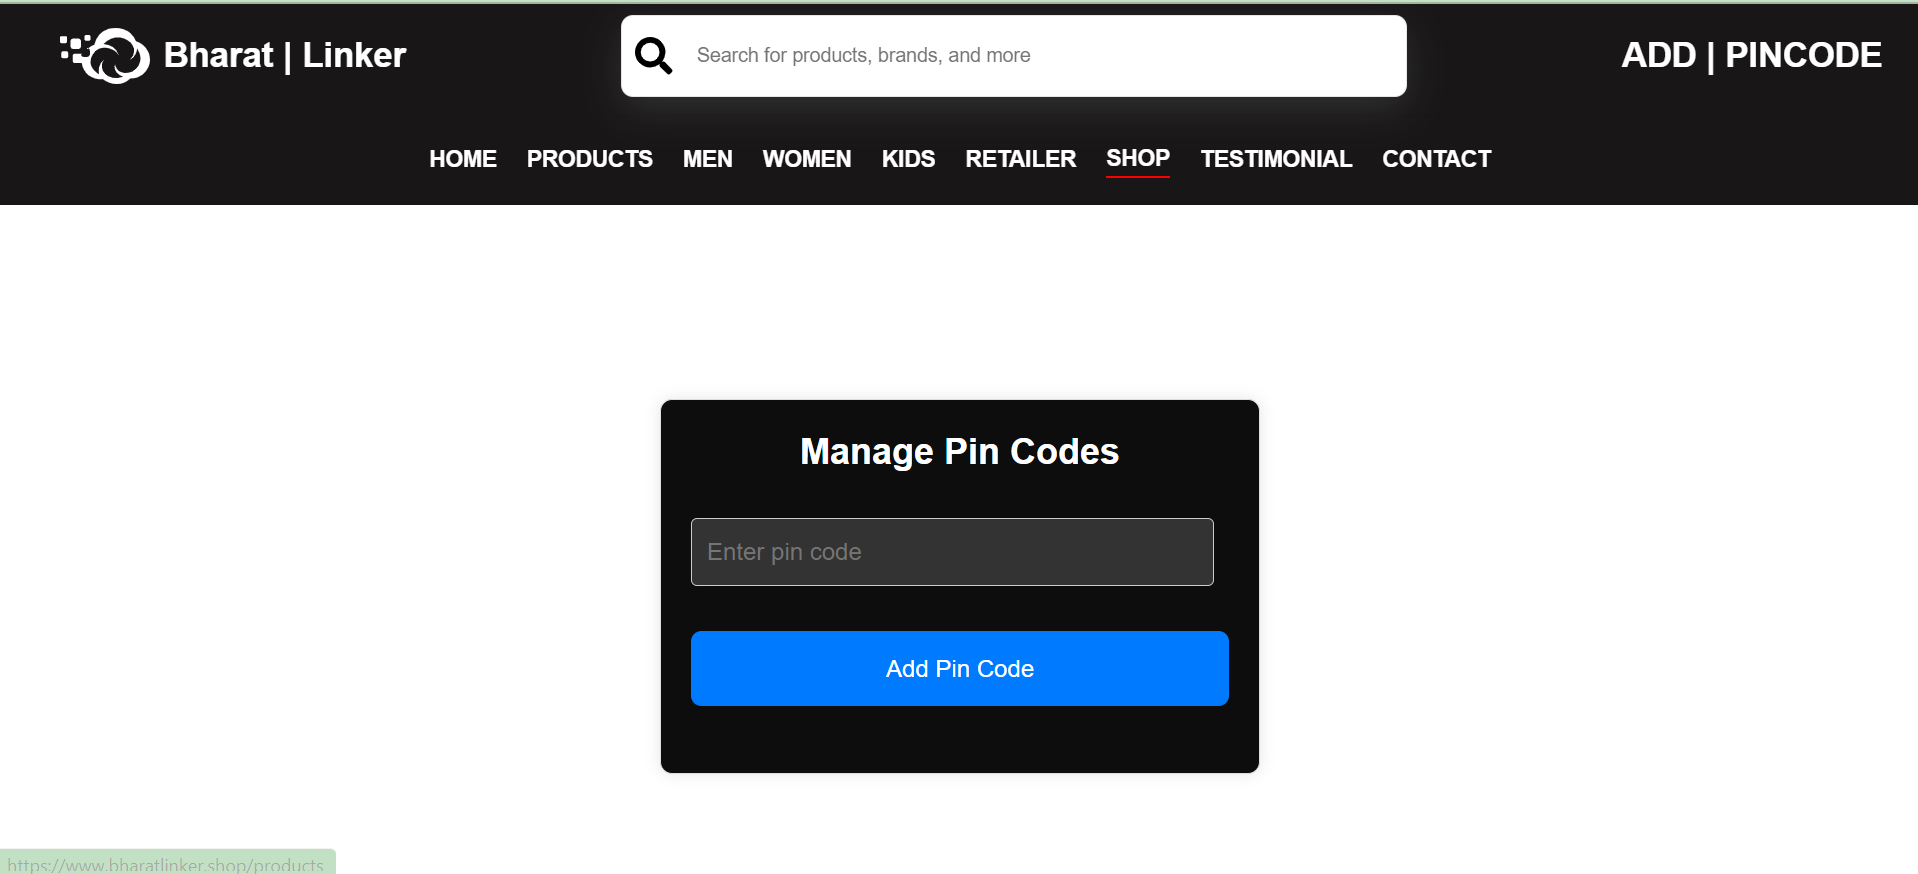 Bharat | Linker
Search for products, brands, and more
ADD | PINCODE
HOME PRODUCTS MEN WOMEN KIDS RETAILER SHOP TESTIMONIAL CONTACT
Manage Pin Codes
Enter pin code
Add Pin Code
https://www.bharatlinker.shop/products